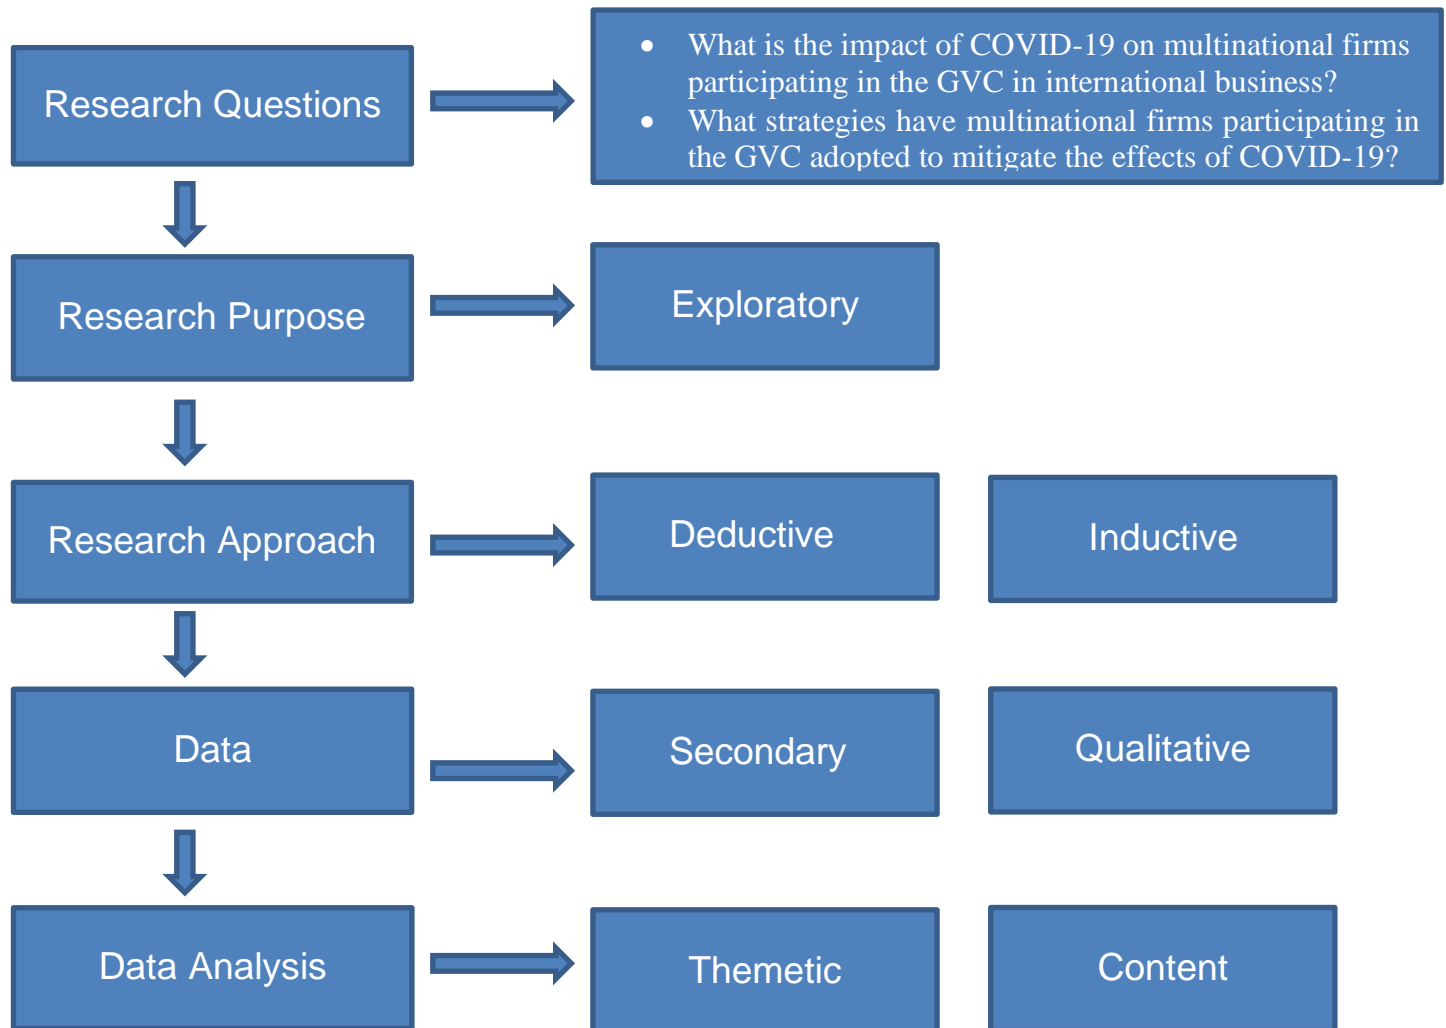 Research Questions
• What is the impact of COVID-19 on multinational firms
participating in the GVC in international business?
• What strategies have multinational firms participating in
the GVC adopted to mitigate the effects of COVID-19?
Research Purpose
Exploratory
Research Approach
Deductive
Inductive
Data
Secondary
Qualitative
Data Analysis
Themetic
Content